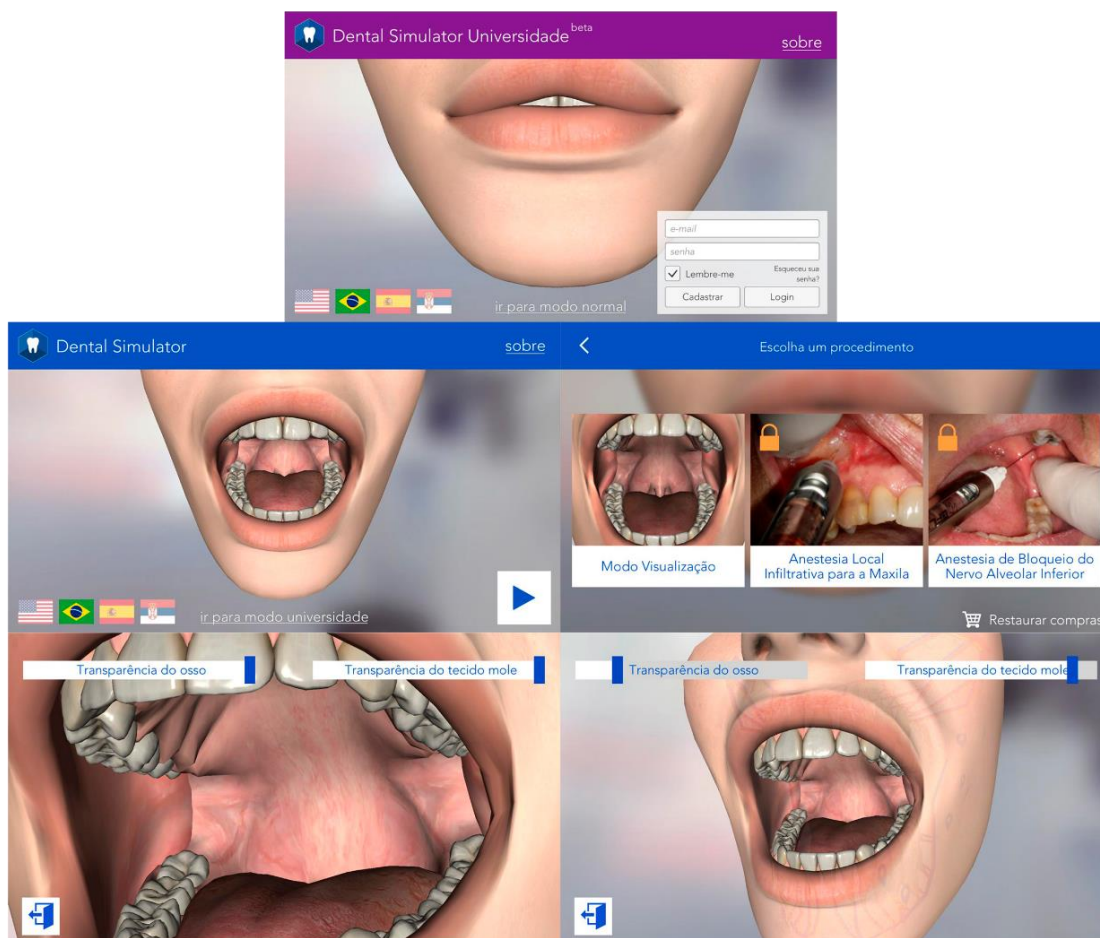 Dental Simulator Universidade beta
sobre
e-mail
senha
Lembre-me
Esqueceu sua
senha?
Cadastrar
Login
ir para modo normal
Dental Simulator
sobre
ir para modo universidade
Escolha um procedimento
Modo Visualização
Anestesia Local
Infiltrativa para a Maxila
Anestesia de Bloqueio do
Nervo Alveolar Inferior
Restaurar compras
Transparência do osso
Transparência do tecido mole
Transparência do osso
Transparência do tecido mole